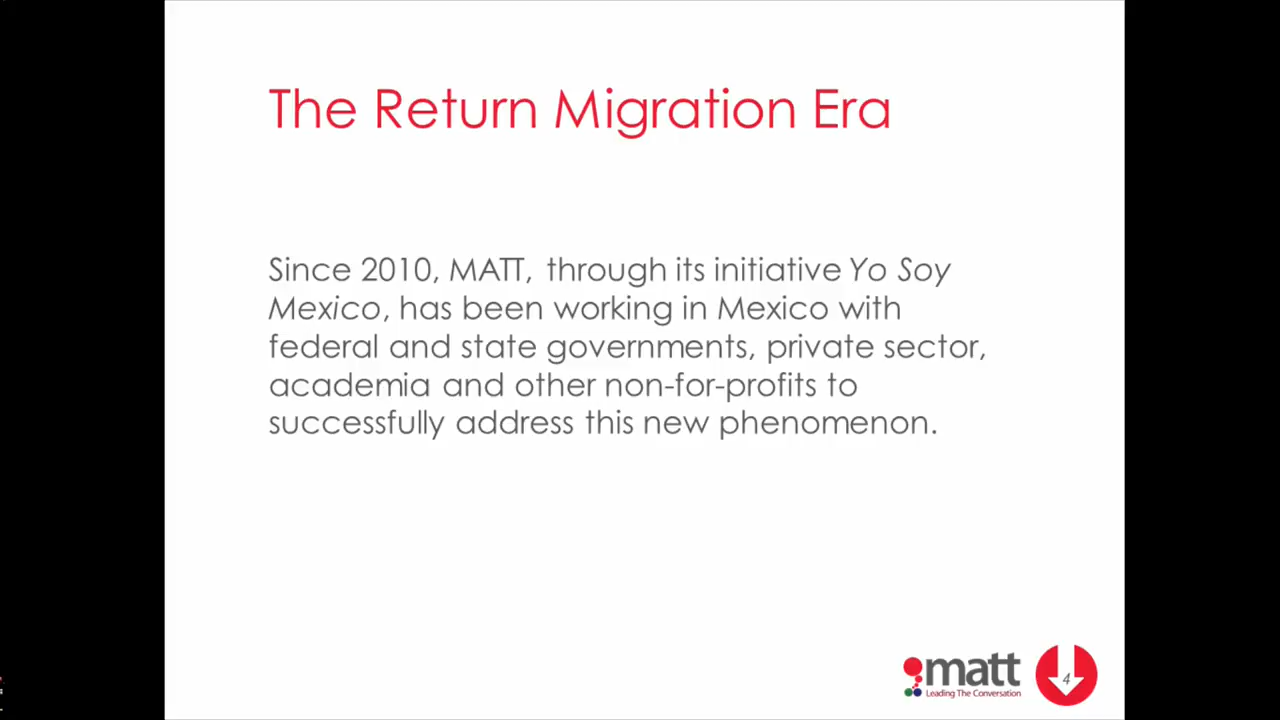 The Return Migration Era
Since 2010, MATT, through its initiative Yo Soy
Mexico, has been working in Mexico with
federal and state governments, private sector,
academia and other non-for-profits to
successfully address this new phenomenon.
matt
Leading The Conversation
4